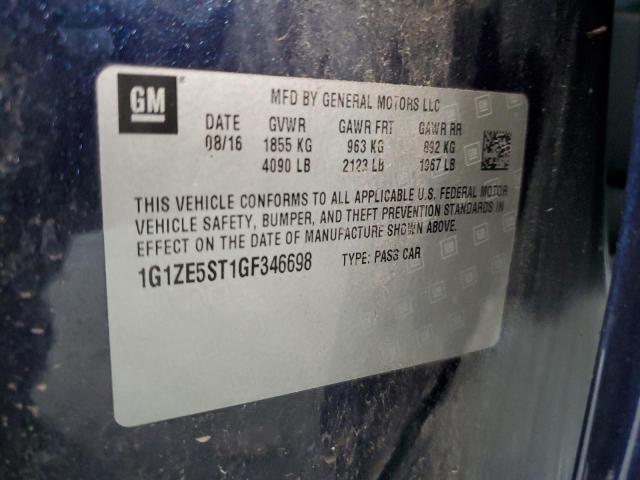 GM
MFD BY GENERAL MOTORS LLC
DATE GVWR GAWR FRT GAWR RR
08/16 1855 KG 963 KG 892 KG
4090 LB 2123 LB 1967 LB
THIS VEHICLE CONFORMS TO ALL APPLICABLE U.S. FEDERAL MOTOR
VEHICLE SAFETY, BUMPER, AND THEFT PREVENTION STANDARDS IN
EFFECT ON THE DATE OF MANUFACTURE SHOWN ABOVE.
1G1ZE5ST1GF346698 TYPE: PASS CAR